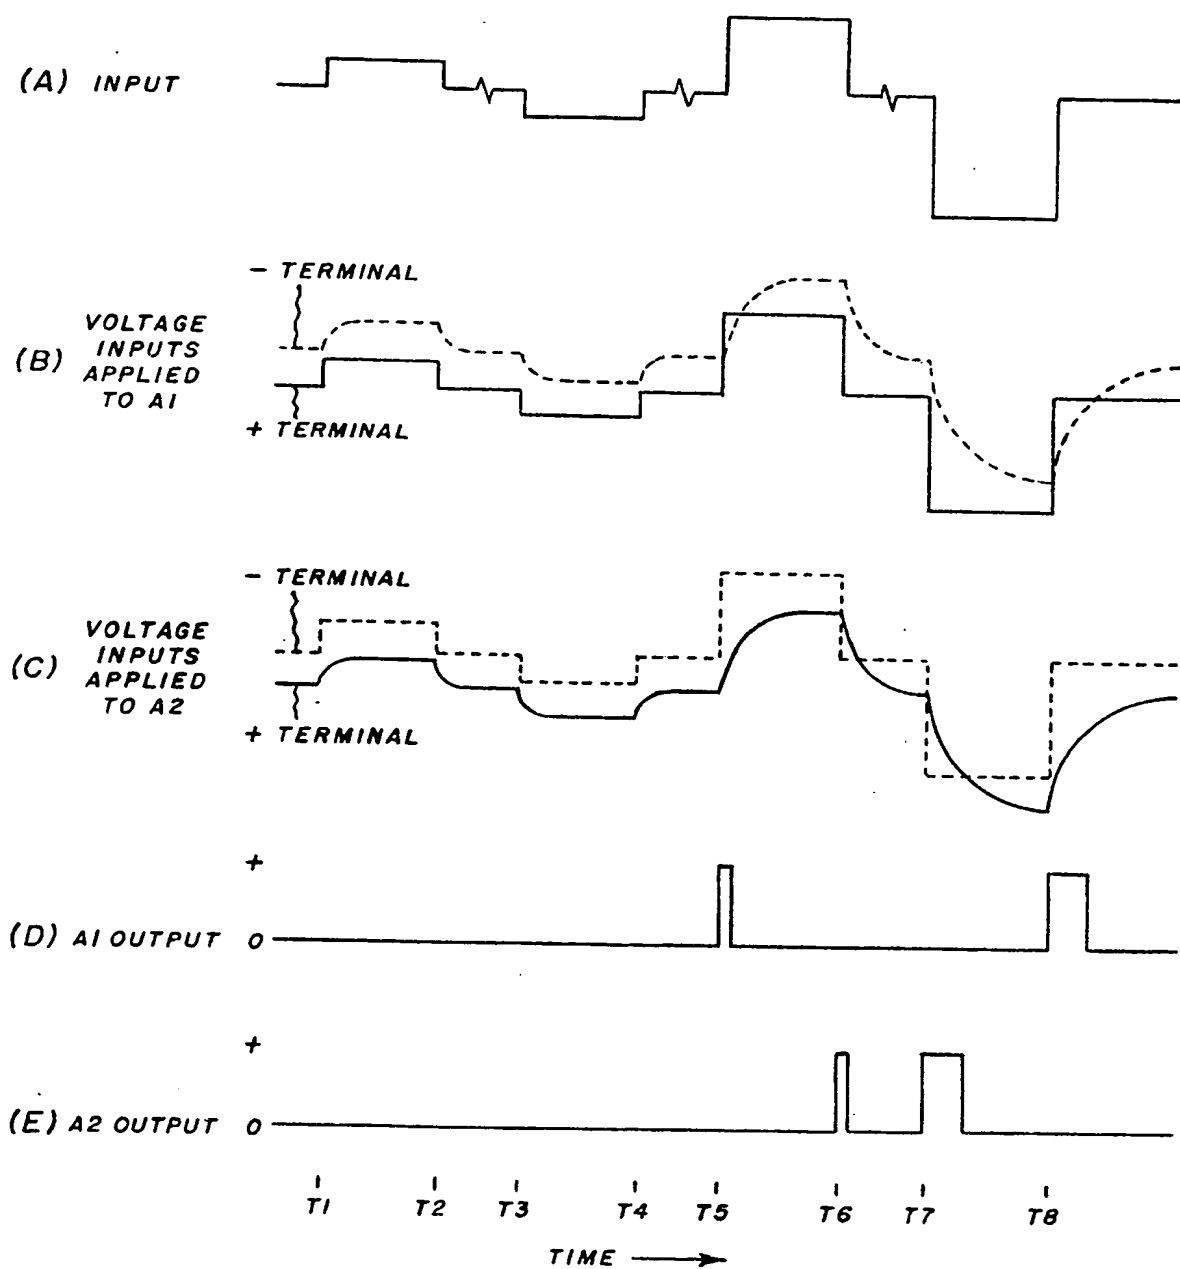 (A) INPUT
- TERMINAL
(B) VOLTAGE
INPUTS
APPLIED
TO A1
+ TERMINAL
- TERMINAL
(C) VOLTAGE
INPUTS
APPLIED
TO A2
+ TERMINAL
+
(D) A1 OUTPUT 0
+
(E) A2 OUTPUT 0
T1 T2 T3 T4 T5 T6 T7 T8
TIME